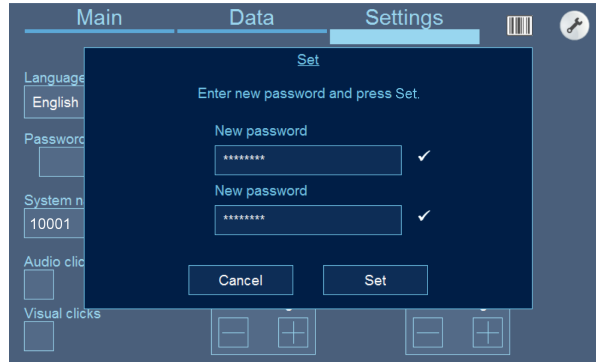 Main Data Settings
Set
Enter new password and press Set.
Language
English
New password
********
Password
New password
********
System n
10001
Audio clic
Cancel Set
Visual clicks